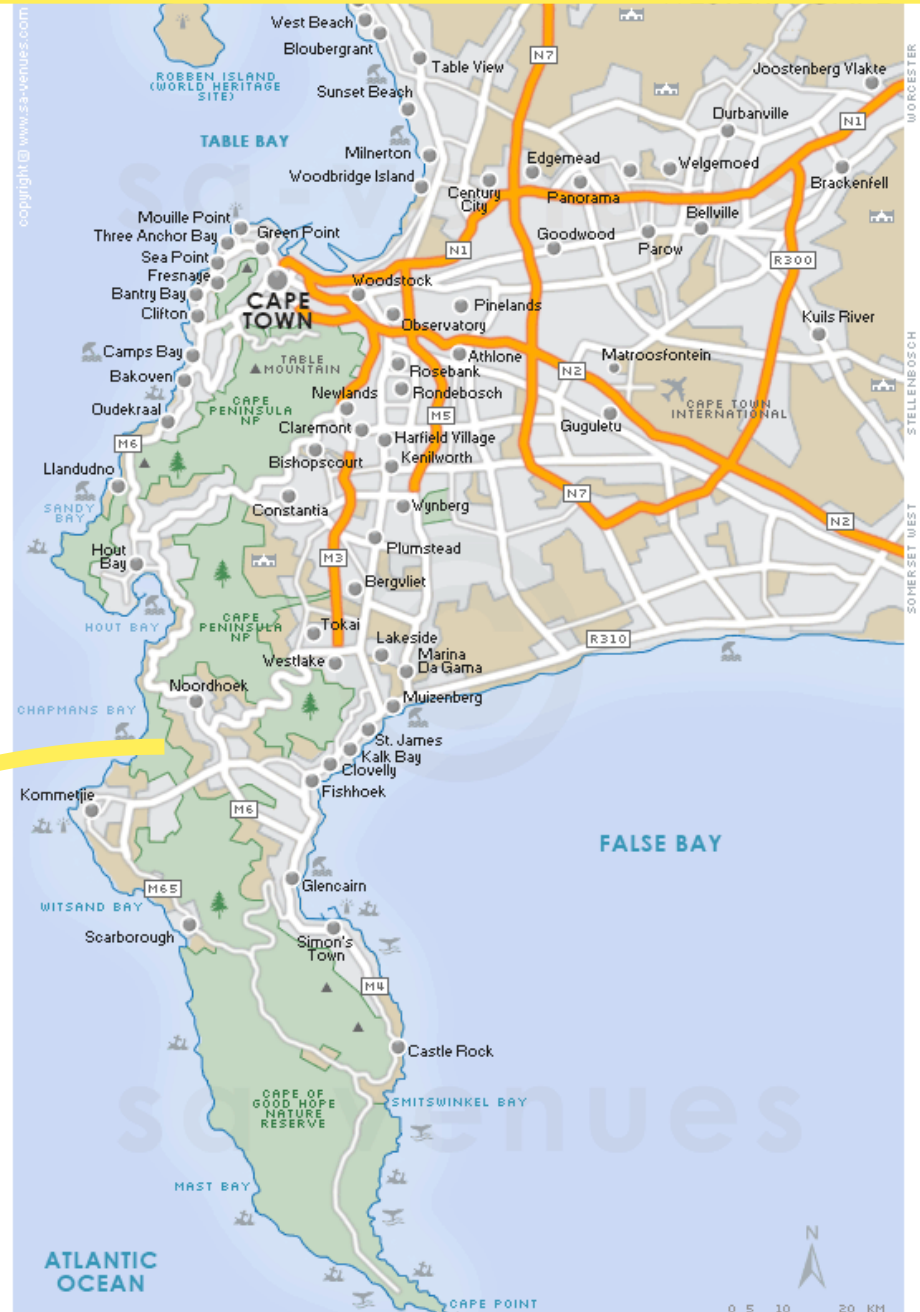 copyright © www.sa-venues.com
West Beach
Bloubergrant
Table View
N7
Joostenberg Vlakte
WORCESTER
ROBBEN ISLAND
(WORLD HERITAGE
SITE)
Sunset Beach
Durbanville
N1
TABLE BAY
Milnerton
Edgemead
Welgemoed
Woodbridge Island
Century
City
Panorama
Brackenfell
Mouille Point
Green Point
Three Anchor Bay
Bellville
Goodwood
Parow
N1
R300
Sea Point
Fresnaye
Bantry Bay
Clifton
CAPE
TOWN
Woodstock
Pinelands
Observatory
Kuils River
Camps Bay
Bakoven
TABLE
MOUNTAIN
Athlone
Rosebank
N2
Matroosfontein
STELLENBOSCH
Oudekraal
CAPE
PENINSULA
NP
Newlands
Rondebosch
CAPE TOWN
INTERNATIONAL
M5
Claremont
Guguletu
M6
Harfield Village
Bishopscourt
Kenilworth
Llandudno
SANDY
BAY
Constantia
Wynberg
N7
N2
SOMERSET WEST
Hout
Bay
M3
Plumstead
Bergvliet
HOUT BAY
CAPE
PENINSULA
NP
Tokai
Lakeside
R310
Westlake
Marina
Da Gama
Noordhoek
Muizenberg
CHAPMANS BAY
St. James
Kalk Bay
Clovelly
Fishhoek
Kommetjie
M6
FALSE BAY
M65
Glencairn
WITSAND BAY
Scarborough
Simon's
Town
M4
Castle Rock
CAPE OF
GOOD HOPE
NATURE
RESERVE
SMITSWINKEL BAY
sa-venues
MAST BAY
ATLANTIC
OCEAN
N
CAPE POINT
0 5 10 20 KM